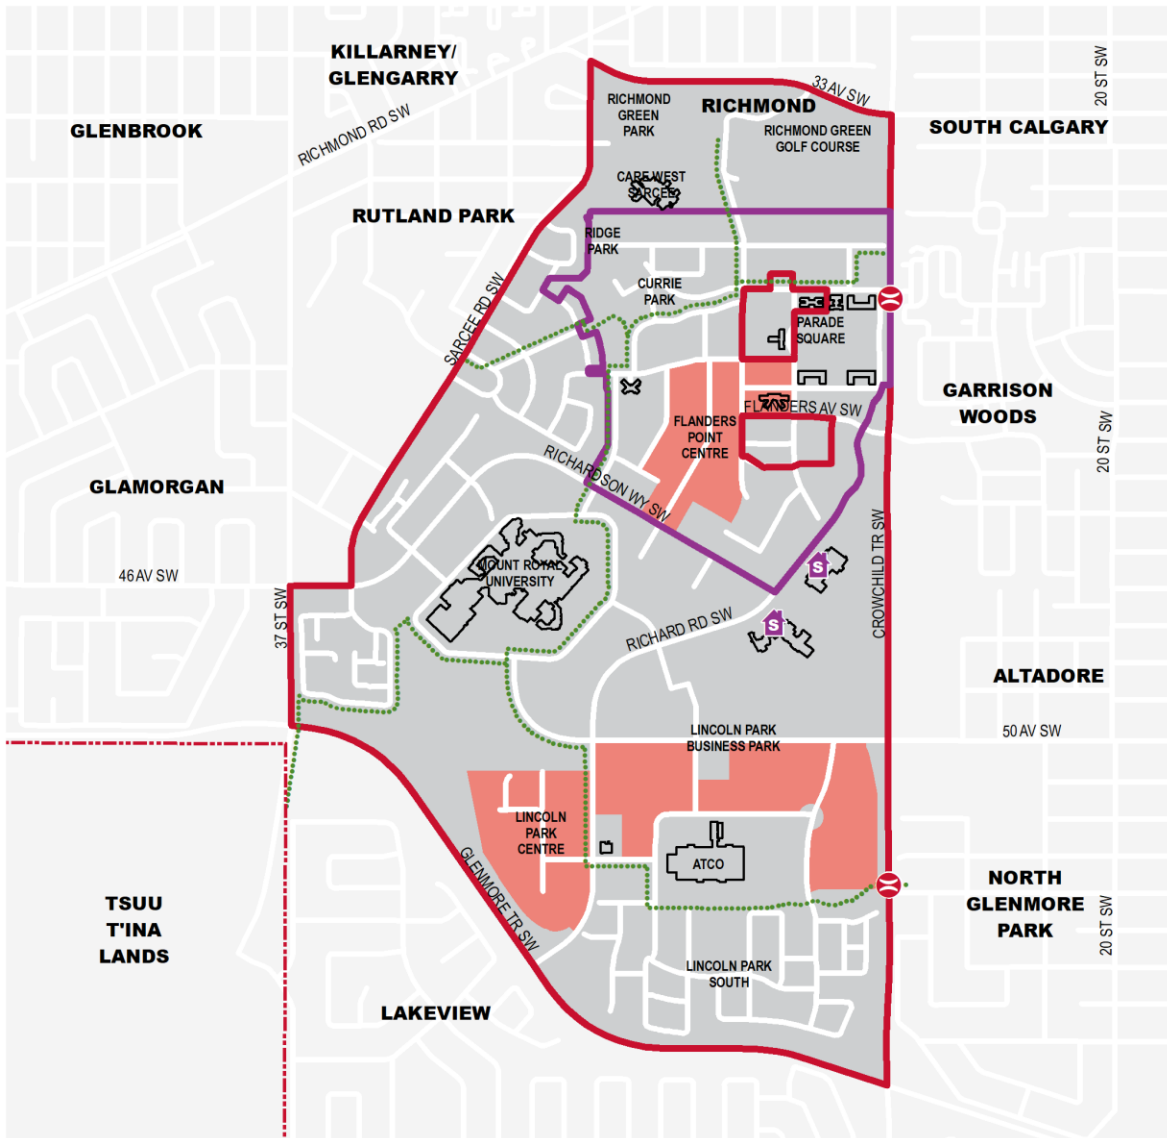 KILLARNEY/
GLENGARRY
20 ST SW
33 AV SW
RICHMOND
GREEN
PARK
RICHMOND
SOUTH CALGARY
GLENBROOK
RICHMOND RD SW
RICHMOND GREEN
GOLF COURSE
CARE WEST
SARCEE
RUTLAND PARK
RIDGE
PARK
SARCEE RD SW
CURRIE
PARK
PARADE
SQUARE
GARRISON
WOODS
FLANDERS AV SW
FLANDERS
POINT
CENTRE
20 ST SW
GLAMORGAN
RICHARDSON WY SW
CROWCHILD TR SW
46 AV SW
MOUNT ROYAL
UNIVERSITY
S
37 ST SW
RICHARD RD SW
S
ALTADORE
50 AV SW
LINCOLN PARK
BUSINESS PARK
LINCOLN
PARK
CENTRE
ATCO
GLENMORE TR SW
NORTH
GLENMORE
PARK
20 ST SW
TSUU
T'INA
LANDS
LINCOLN PARK
SOUTH
LAKEVIEW